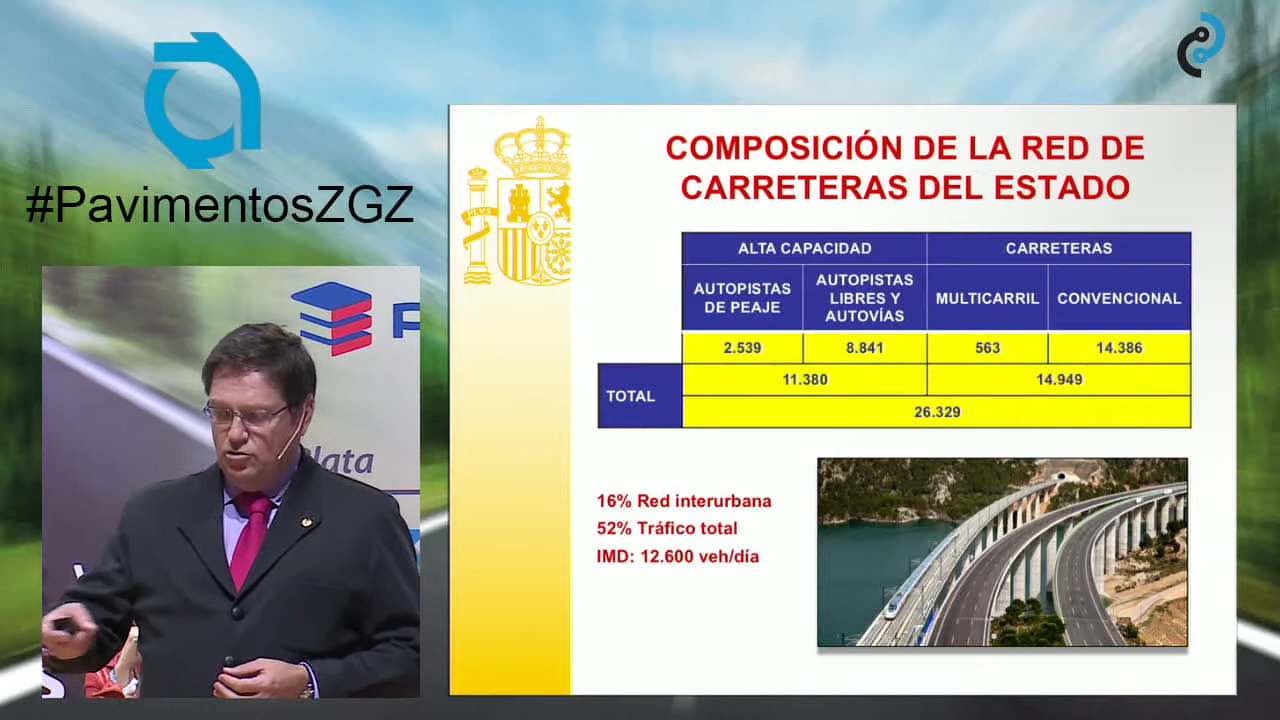 #PavimentosZGZ
Plata
COMPOSICIÓN DE LA RED DE
CARRETERAS DEL ESTADO
ALTA CAPACIDAD
CARRETERAS
AUTOPISTAS
DE PEAJE
AUTOPISTAS
LIBRES Y
AUTOVÍAS
MULTICARRIL
CONVENCIONAL
2.539
8.841
563
14.386
TOTAL
11.380
14.949
26.329
16% Red interurbana
52% Tráfico total
IMD: 12.600 veh/día